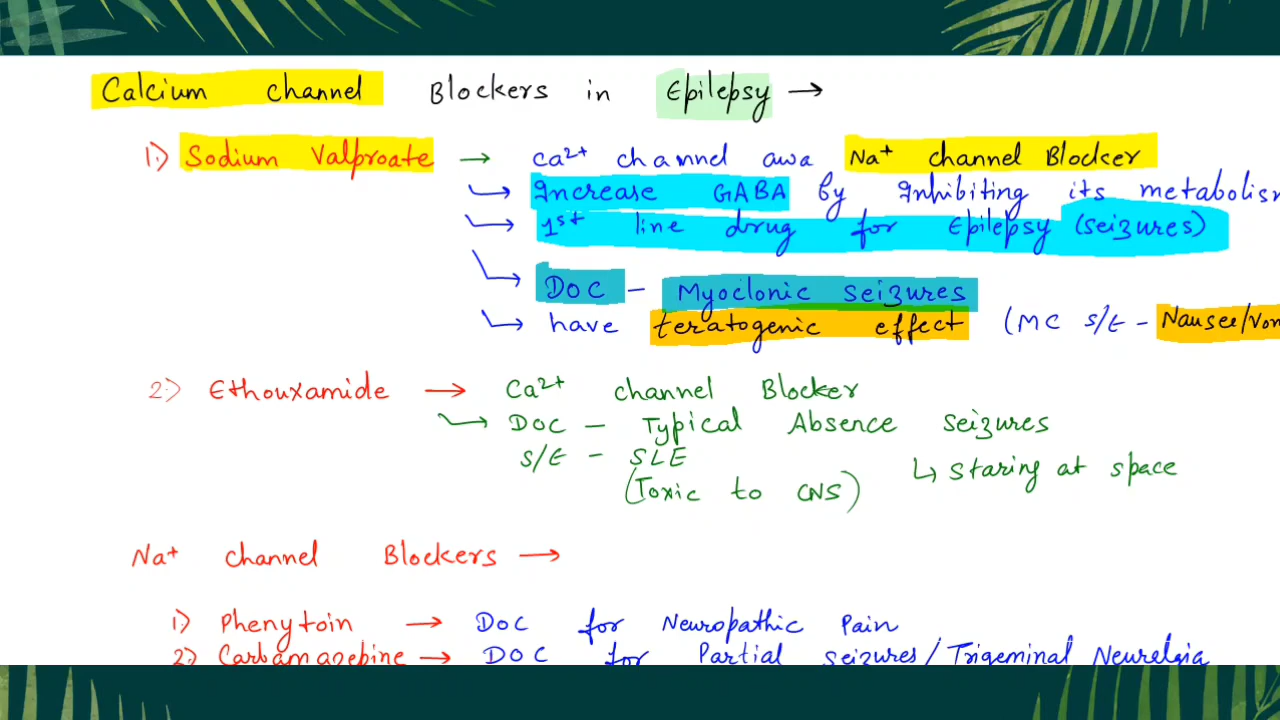 Calcium channel Blockers in Epilepsy →
1.) Sodium Valproate → Ca²⁺ channel awa Na⁺ channel Blocker
↳ Increase GABA by Inhibiting its metabolism
↳ 1st line drug for Epilepsy (seizures)
↳ DOC - Myoclonic seizures
↳ have teratogenic effect (MC S/E - Nausee/Vom
2.) Ethouxamide → Ca²⁺ channel Blocker
↳ DOC - Typical Absence seizures
S/E - SLE ↳ staring at space
(Toxic to CNS)
Na⁺ channel Blockers →
1.) Phenytoin → DOC for Neuropathic Pain
2.) Carbamazebine → DOC for Partial seizures/Trigeminal Neurelgia